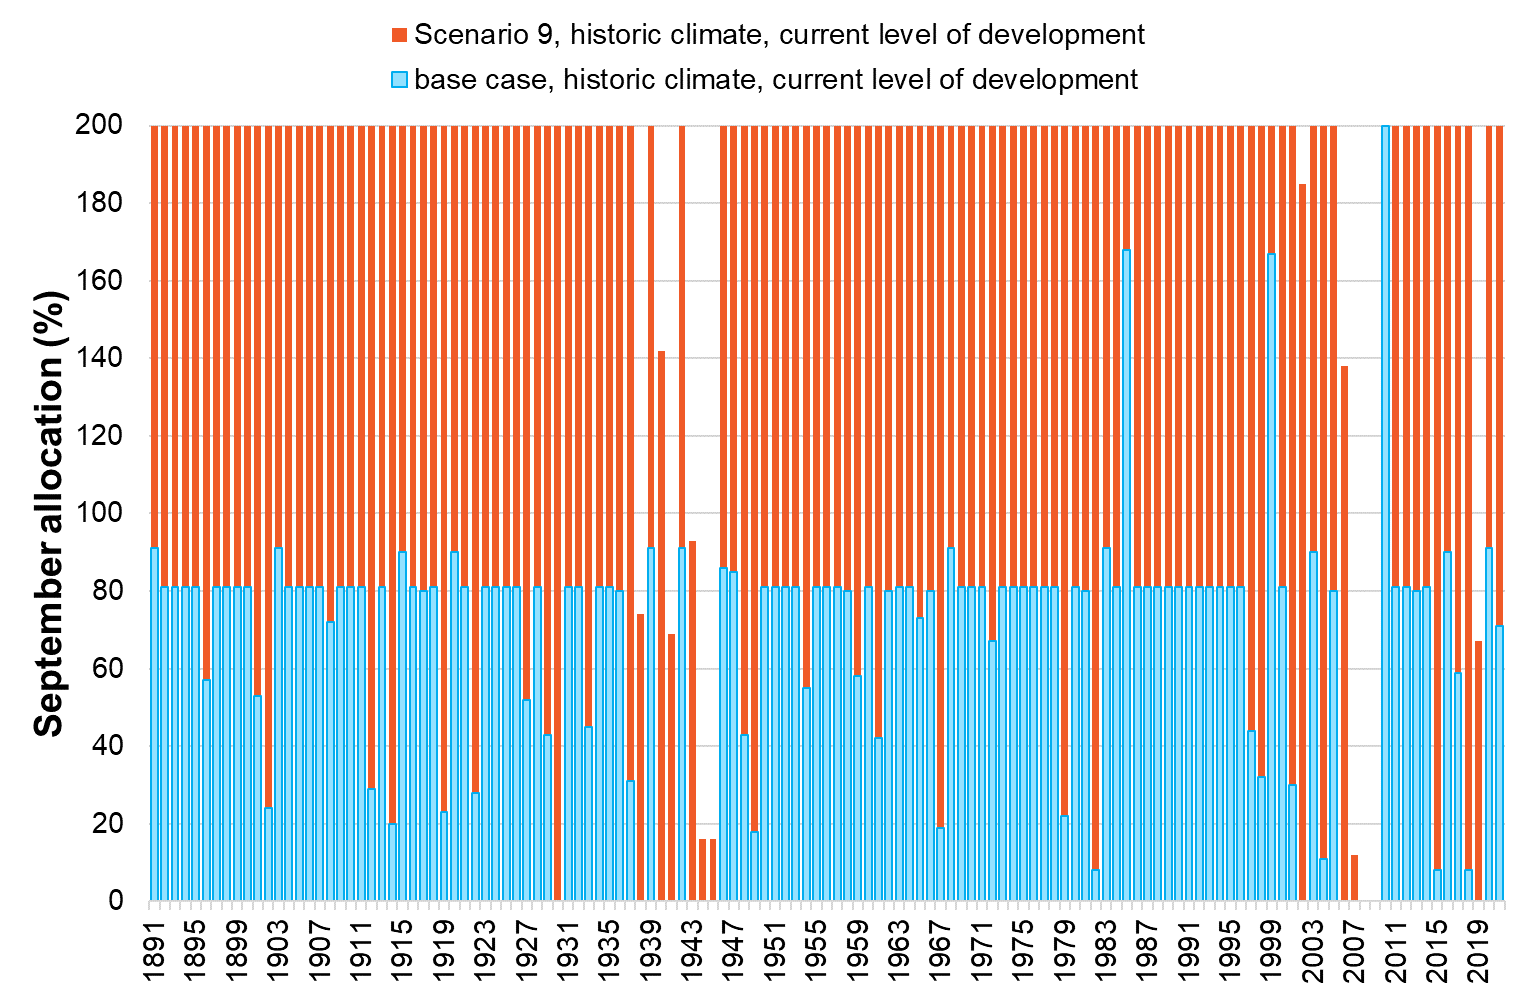 Scenario 9, historic climate, current level of development
base case, historic climate, current level of development
September allocation (%)
200
180
160
140
120
100
80
60
40
20
0
1891 1895 1899 1903 1907 1911 1915 1919 1923 1927 1931 1935 1939 1943 1947 1951 1955 1959 1963 1967 1971 1975 1979 1983 1987 1991 1995 1999 2003 2007 2011 2015 2019